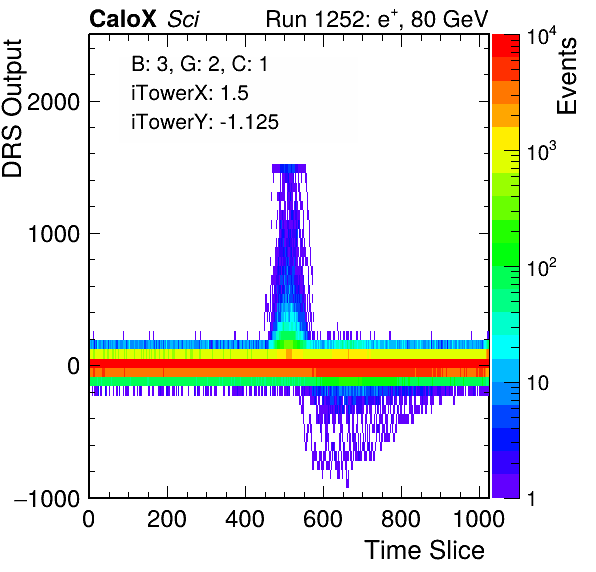 CaloX Sci Run 1252: e⁺, 80 GeV
B: 3, G: 2, C: 1
iTowerX: 1.5
iTowerY: -1.125
DRS Output
2000
1000
0
−1000
0 200 400 600 800 1000
Time Slice
Events
10⁴
10³
10²
10
1